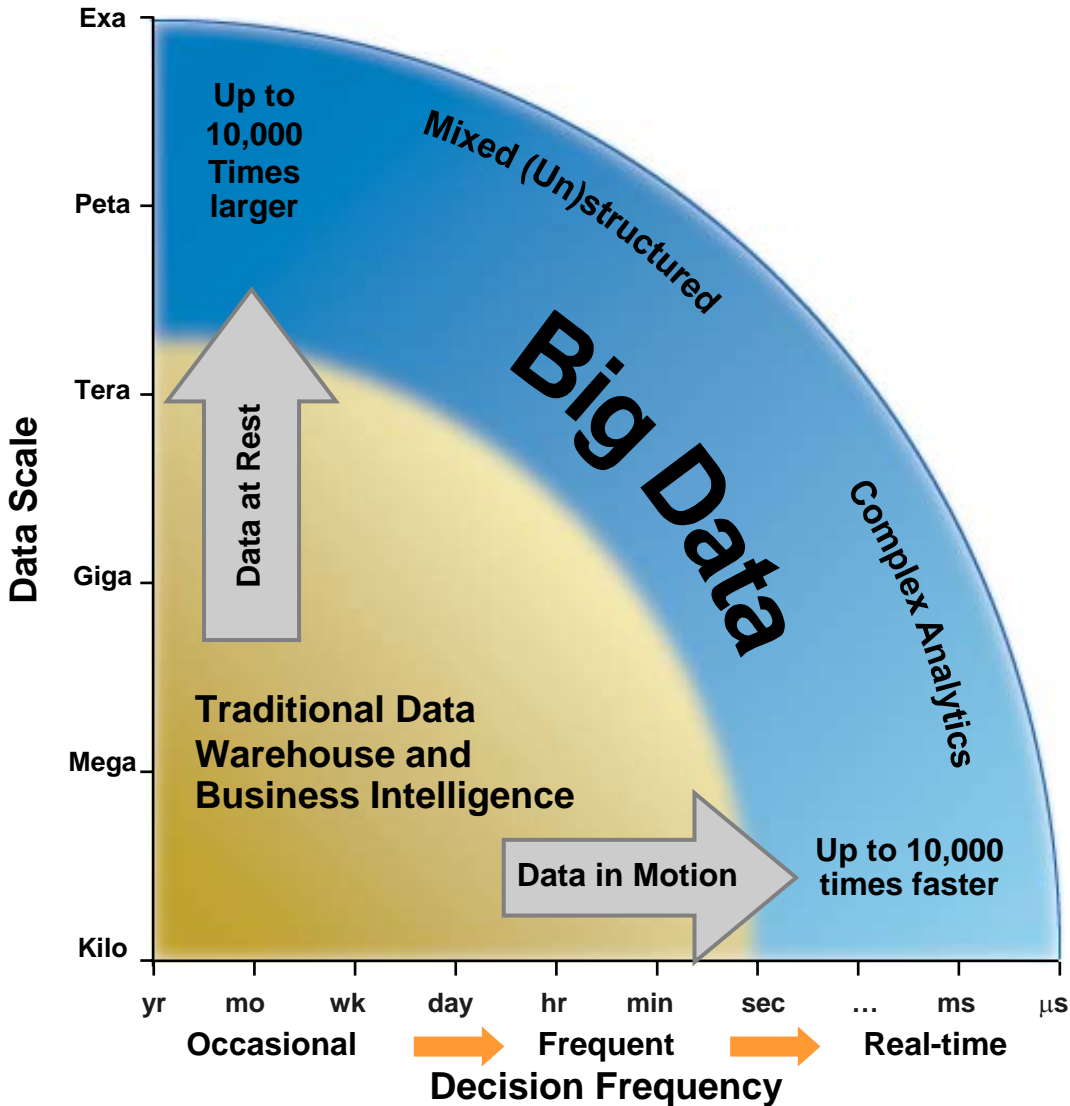 Exa
Peta
Tera
Giga
Mega
Kilo
Data Scale
Up to
10,000
Times
larger
Mixed (Un)structured
Big Data
Complex Analytics
Data at Rest
Traditional Data
Warehouse and
Business Intelligence
Data in Motion
Up to 10,000
times faster
yr mo wk day hr min sec … ms μs
Occasional Frequent Real-time
Decision Frequency